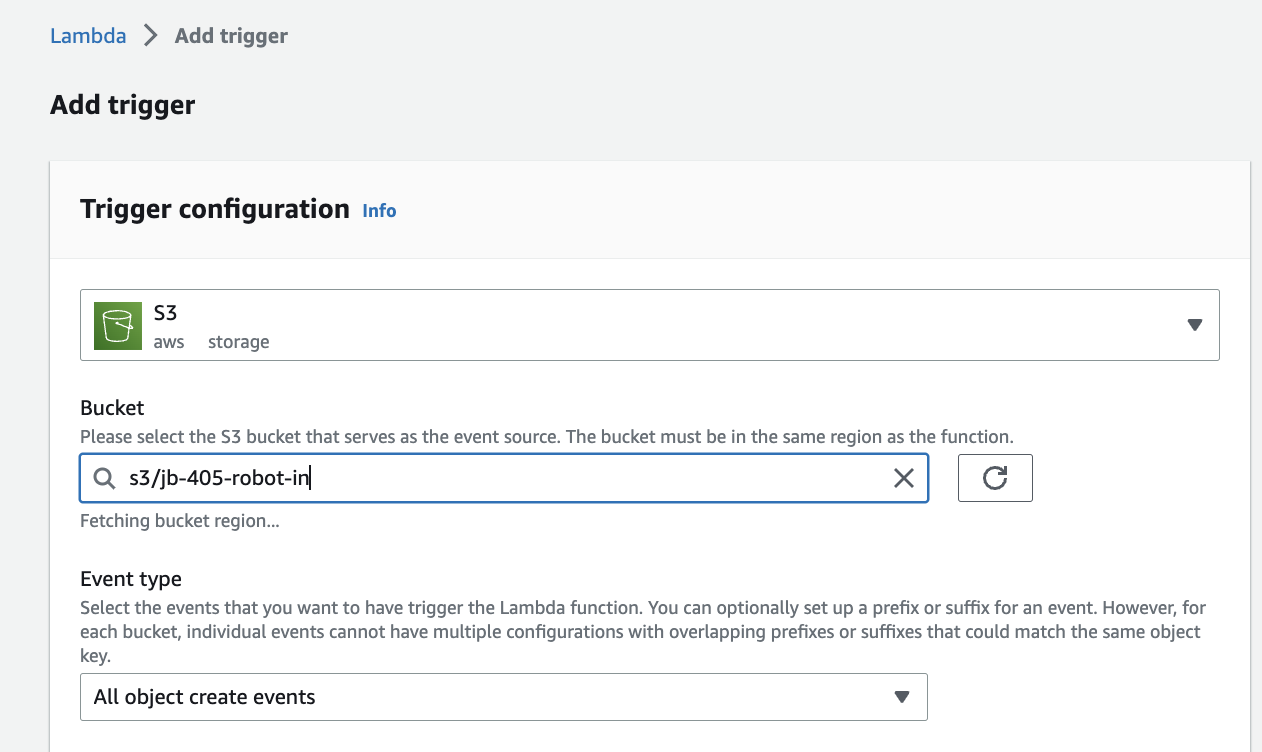 Lambda > Add trigger
Add trigger
Trigger configuration Info
S3
aws storage
Bucket
Please select the S3 bucket that serves as the event source. The bucket must be in the same region as the function.
s3/jb-405-robot-in
Fetching bucket region...
Event type
Select the events that you want to have trigger the Lambda function. You can optionally set up a prefix or suffix for an event. However, for
each bucket, individual events cannot have multiple configurations with overlapping prefixes or suffixes that could match the same object
key.
All object create events